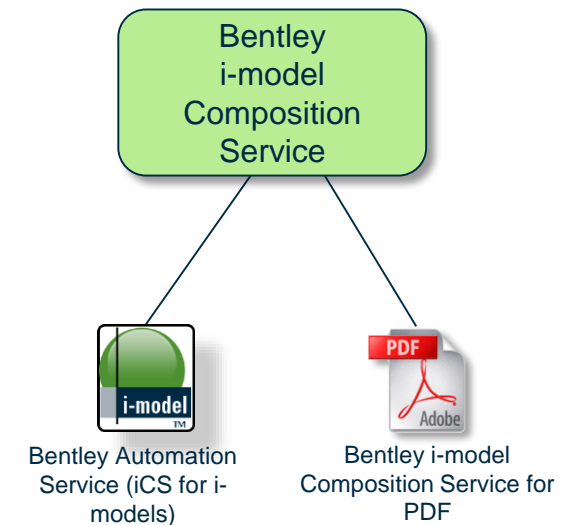 Bentley
i-model
Composition
Service
i-model
TM
PDF
Adobe
Bentley Automation
Service (iCS for i-
models)
Bentley i-model
Composition Service for
PDF